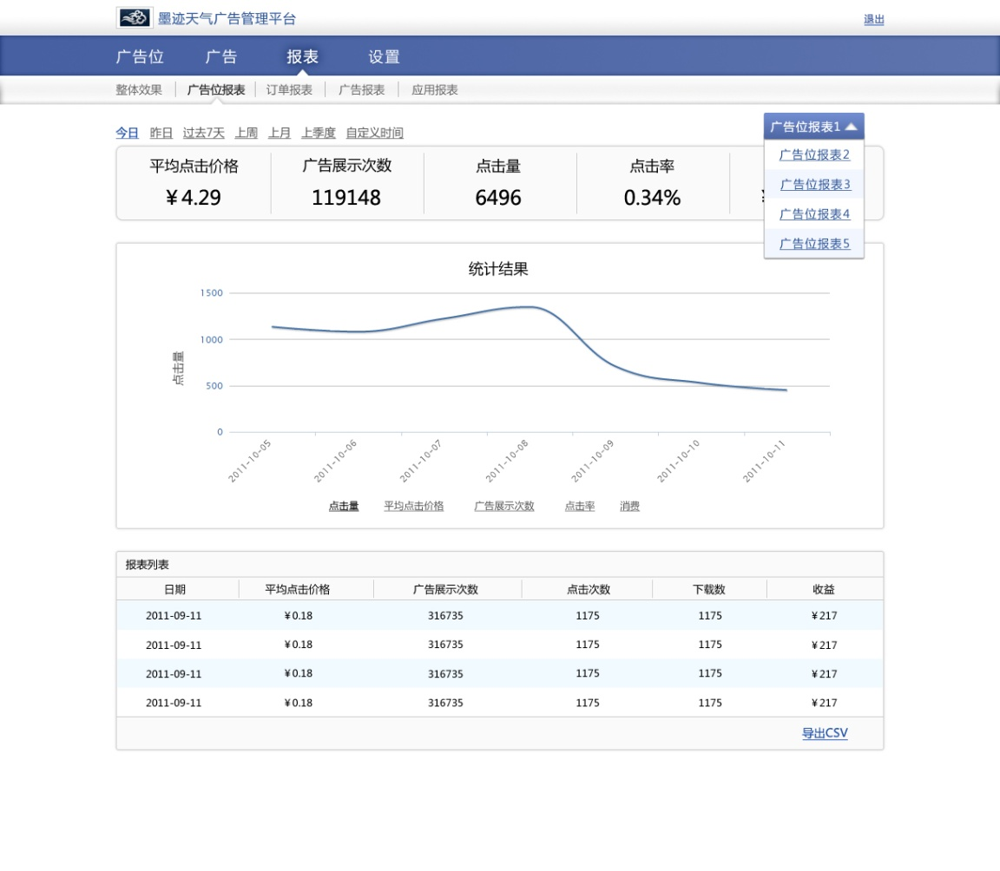 墨迹天气广告管理平台
退出
广告位 广告 报表 设置
整体效果 广告位报表 订单报表 广告报表 应用报表
今日 昨日 过去7天 上周 上月 上季度 自定义时间
广告位报表1
广告位报表2
广告位报表3
广告位报表4
广告位报表5
平均点击价格 广告展示次数 点击量 点击率
¥4.29 119148 6496 0.34%
统计结果
点击量
1500
1000
500
0
2011-10-05 2011-10-06 2011-10-07 2011-10-08 2011-10-09 2011-10-10 2011-10-11
点击量 平均点击价格 广告展示次数 点击率 消费
报表列表
日期 平均点击价格 广告展示次数 点击次数 下载数 收益
2011-09-11 ¥0.18 316735 1175 1175 ¥217
2011-09-11 ¥0.18 316735 1175 1175 ¥217
2011-09-11 ¥0.18 316735 1175 1175 ¥217
2011-09-11 ¥0.18 316735 1175 1175 ¥217
导出CSV